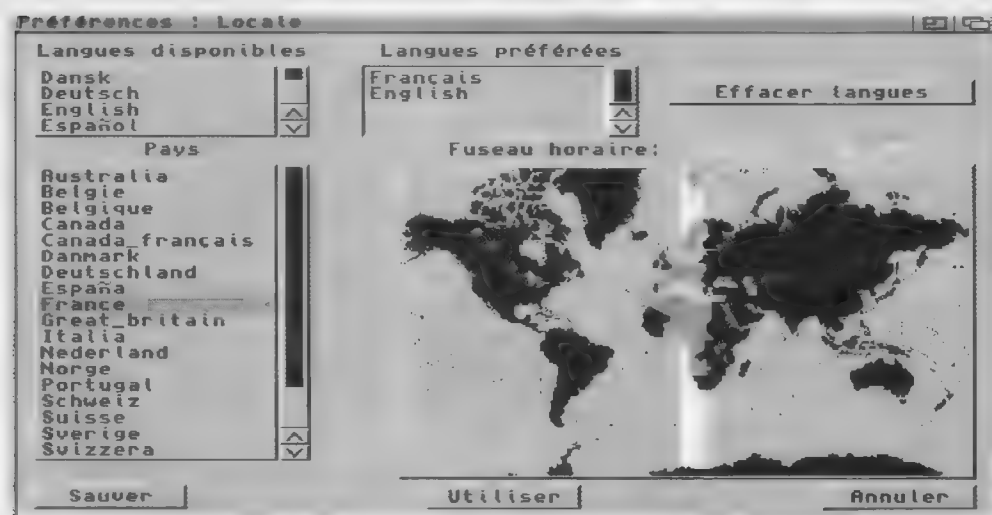 Préférences : Locale
Langues disponibles
Dansk
Deutsch
English
Español
Langues préférées
Français
English
Effacer langues
Pays
Australia
Belgie
Belgique
Canada
Canada_français
Danmark
Deutschland
España
France
Great_britain
Italia
Nederland
Norge
Portugal
Schweiz
Suisse
Sverige
Svizzera
Fuseau horaire:
Sauver
Utiliser
Annuler